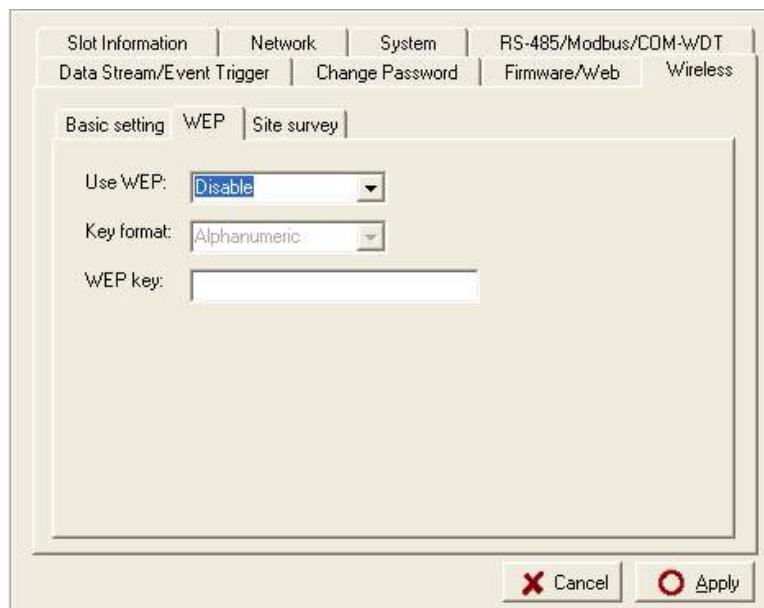 Slot Information Network System RS-485/Modbus/COM-WDT
Data Stream/Event Trigger Change Password Firmware/Web Wireless
Basic setting WEP Site survey
Use WEP: Disable
Key format: Alphanumeric
WEP key:
Cancel Apply